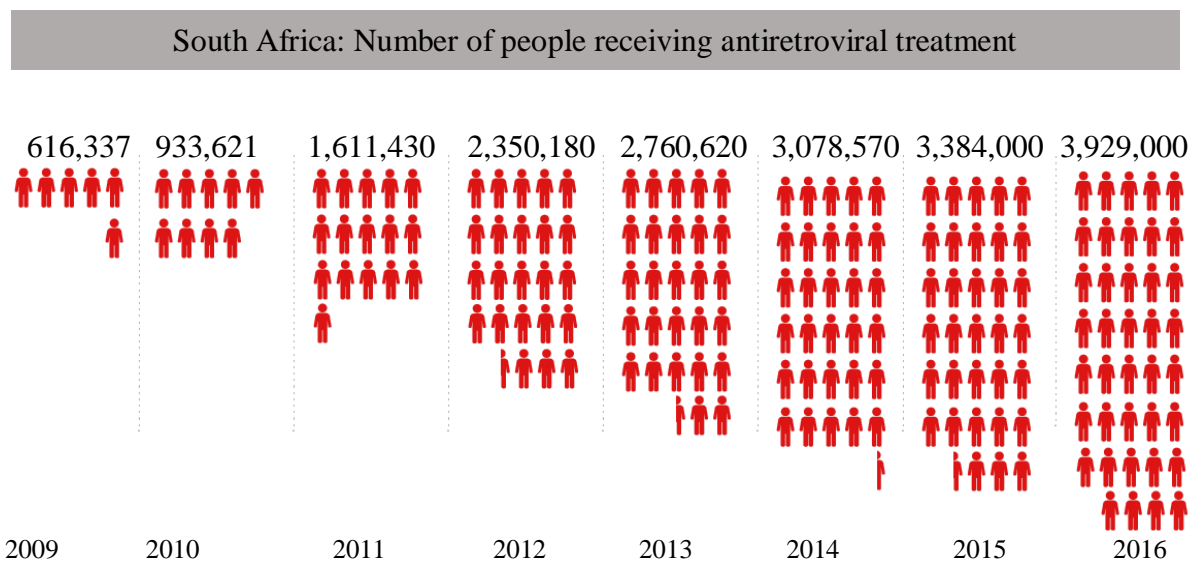 South Africa: Number of people receiving antiretroviral treatment
616,337 933,621 1,611,430 2,350,180 2,760,620 3,078,570 3,384,000 3,929,000
2009 2010 2011 2012 2013 2014 2015 2016